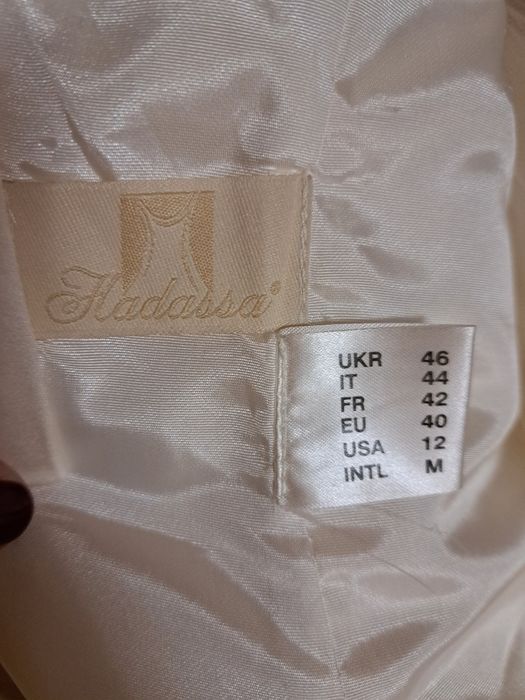 Hadassa®
UKR 46
IT 44
FR 42
EU 40
USA 12
INTL M